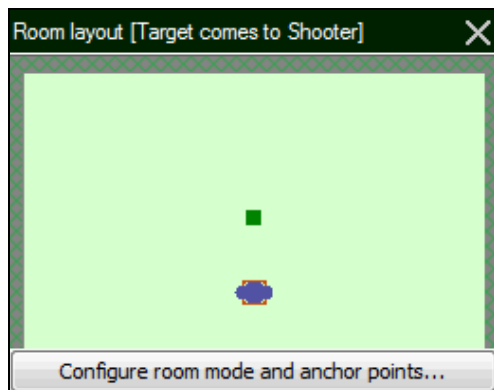 Room layout [Target comes to Shooter]
Configure room mode and anchor points...